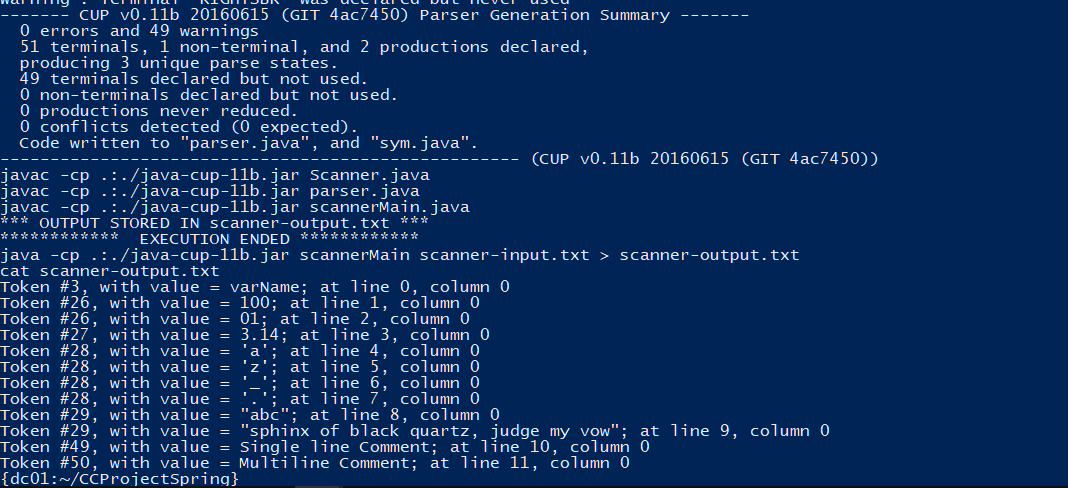 Warning : Terminal "RIGHTSBR" was declared but never used
------- CUP v0.11b 20160615 (GIT 4ac7450) Parser Generation Summary -------
  0 errors and 49 warnings
  51 terminals, 1 non-terminal, and 2 productions declared,
  producing 3 unique parse states.
  49 terminals declared but not used.
  0 non-terminals declared but not used.
  0 productions never reduced.
  0 conflicts detected (0 expected).
  Code written to "parser.java", and "sym.java".
---------------------------------------------------- (CUP v0.11b 20160615 (GIT 4ac7450))
javac -cp .:./java-cup-11b.jar Scanner.java
javac -cp .:./java-cup-11b.jar parser.java
javac -cp .:./java-cup-11b.jar scannerMain.java
*** OUTPUT STORED IN scanner-output.txt ***
************  EXECUTION ENDED ************
java -cp .:./java-cup-11b.jar scannerMain scanner-input.txt > scanner-output.txt
cat scanner-output.txt
Token #3, with value = varName; at line 0, column 0
Token #26, with value = 100; at line 1, column 0
Token #26, with value = 01; at line 2, column 0
Token #27, with value = 3.14; at line 3, column 0
Token #28, with value = 'a'; at line 4, column 0
Token #28, with value = 'z'; at line 5, column 0
Token #28, with value = '_'; at line 6, column 0
Token #28, with value = '.'; at line 7, column 0
Token #29, with value = "abc"; at line 8, column 0
Token #29, with value = "sphinx of black quartz, judge my vow"; at line 9, column 0
Token #49, with value = Single line Comment; at line 10, column 0
Token #50, with value = Multiline Comment; at line 11, column 0
{dc01:~/CCProjectSpring}